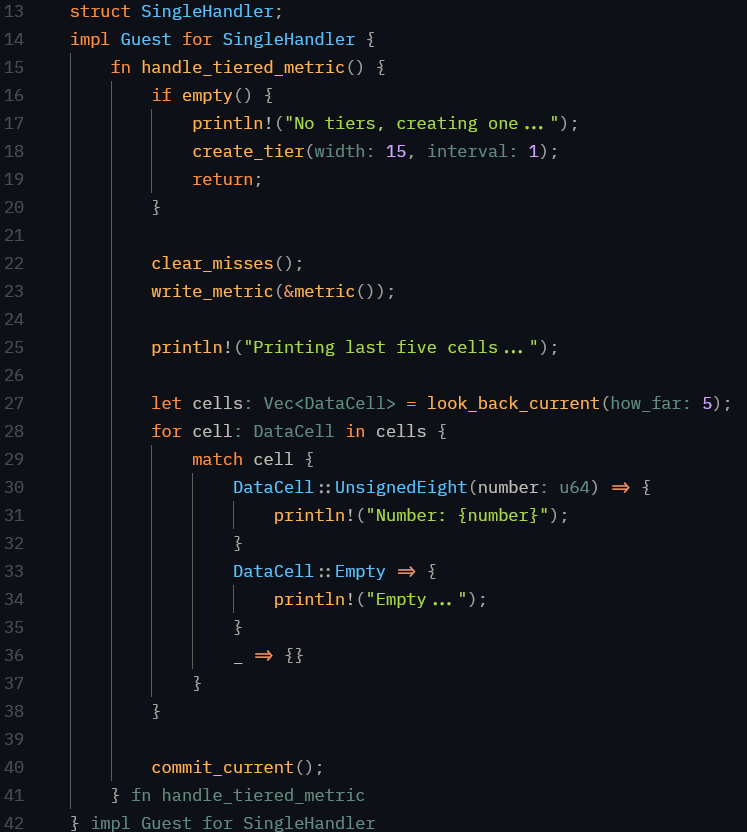 13 struct SingleHandler;
14 impl Guest for SingleHandler {
15 fn handle_tiered_metric() {
16 if empty() {
17 println!("No tiers, creating one...");
18 create_tier(width: 15, interval: 1);
19 return;
20 }
21
22 clear_misses();
23 write_metric(&metric());
24
25 println!("Printing last five cells...");
26
27 let cells: Vec<DataCell> = look_back_current(how_far: 5);
28 for cell: DataCell in cells {
29 match cell {
30 DataCell::UnsignedEight(number: u64) => {
31 println!("Number: {number}");
32 }
33 DataCell::Empty => {
34 println!("Empty...");
35 }
36 _ => {}
37 }
38 }
39
40 commit_current();
41 } fn handle_tiered_metric
42 } impl Guest for SingleHandler